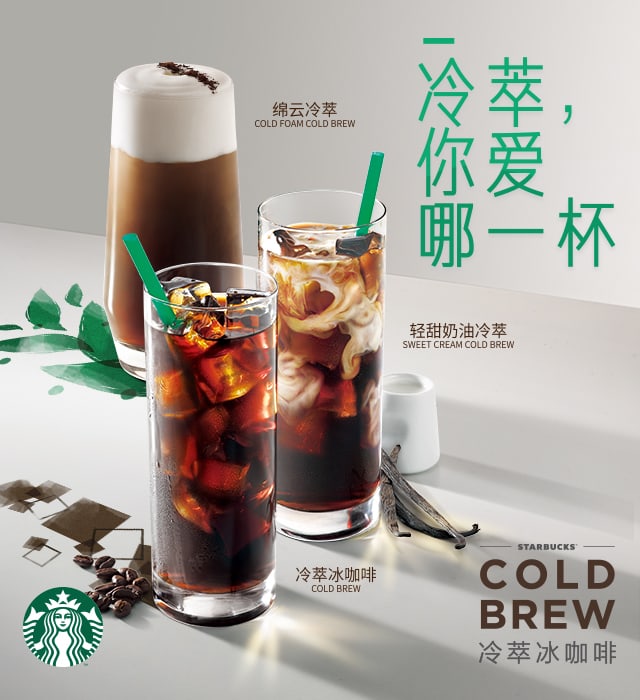 冷萃，
你爱
哪一杯
绵云冷萃
COLD FOAM COLD BREW
轻甜奶油冷萃
SWEET CREAM COLD BREW
冷萃冰咖啡
COLD BREW
STARBUCKS
COLD
BREW
冷萃冰咖啡